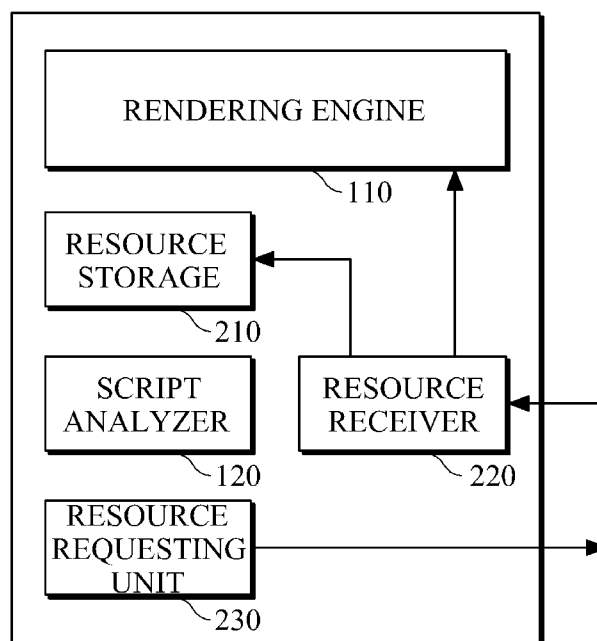 RENDERING ENGINE
110
RESOURCE
STORAGE
210
SCRIPT
ANALYZER
120
RESOURCE
RECEIVER
220
RESOURCE
REQUESTING
UNIT
230